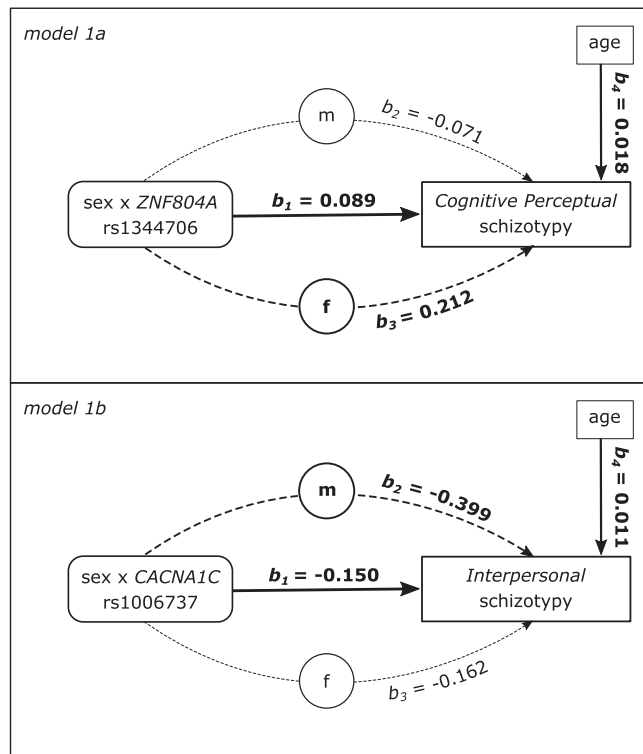 model 1a
age
m
b2 = -0.071
b4 = 0.018
sex x ZNF804A
rs1344706
b1 = 0.089
Cognitive Perceptual
schizotypy
f
b3 = 0.212
model 1b
age
m
b2 = -0.399
b4 = 0.011
sex x CACNA1C
rs1006737
b1 = -0.150
Interpersonal
schizotypy
f
b3 = -0.162